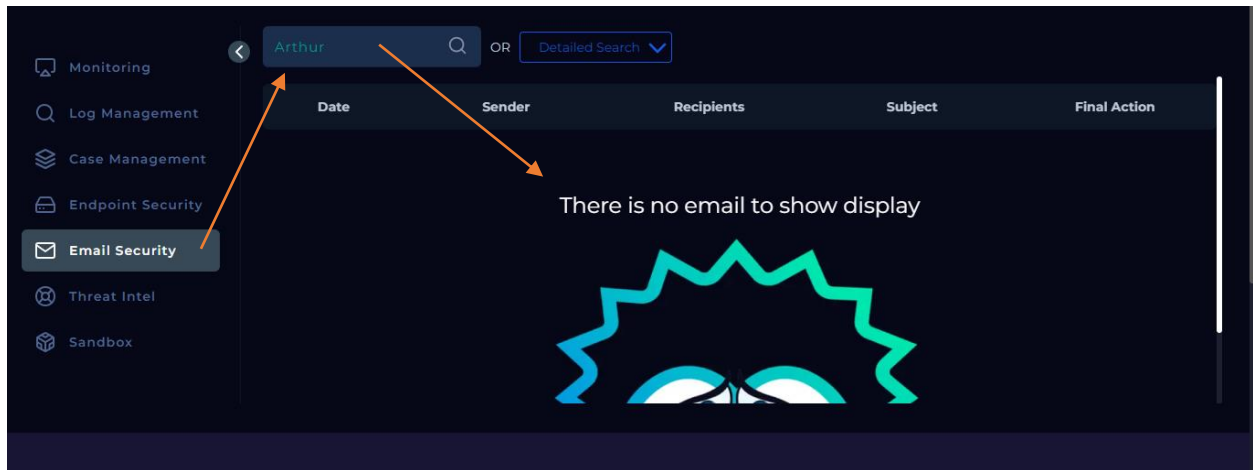 Arthur
OR
Detailed Search
Monitoring
Log Management
Case Management
Endpoint Security
Email Security
Threat Intel
Sandbox
Date Sender Recipients Subject Final Action
There is no email to show display